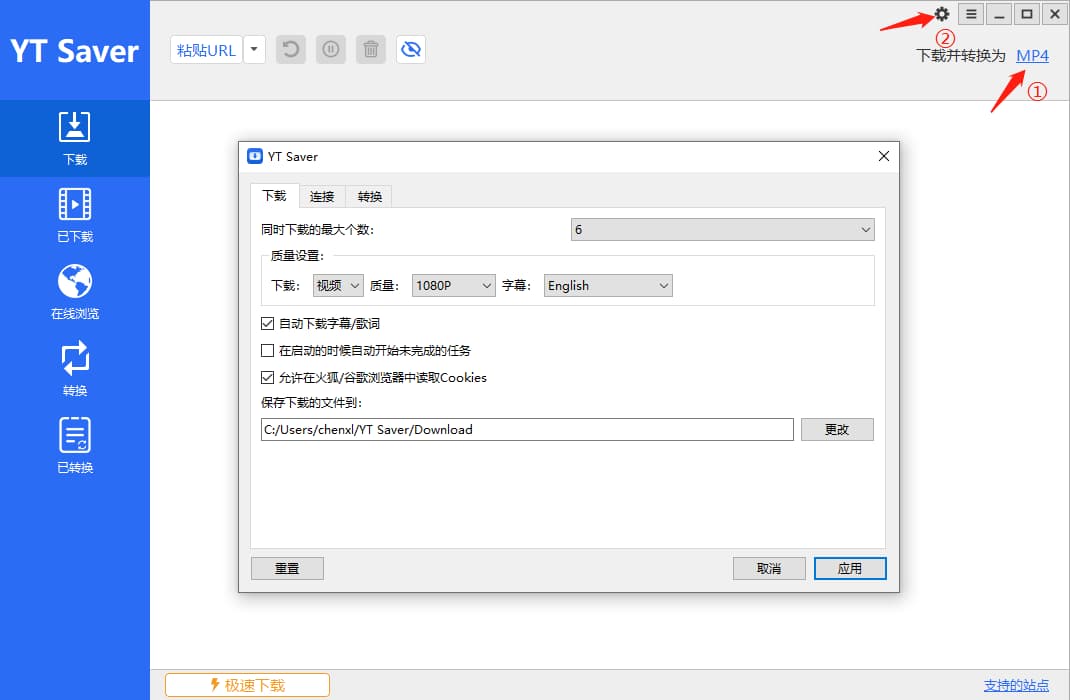 YT Saver
粘贴URL
②
下载并转换为 MP4
①
下载
已下载
在线浏览
转换
已转换
YT Saver
下载 连接 转换
同时下载的最大个数: 6
质量设置:
下载: 视频 质量: 1080P 字幕: English
自动下载字幕/歌词
在启动的时候自动开始未完成的任务
允许在火狐/谷歌浏览器中读取Cookies
保存下载的文件到:
C:/Users/chenxl/YT Saver/Download 更改
重置 取消 应用
极速下载 支持的站点